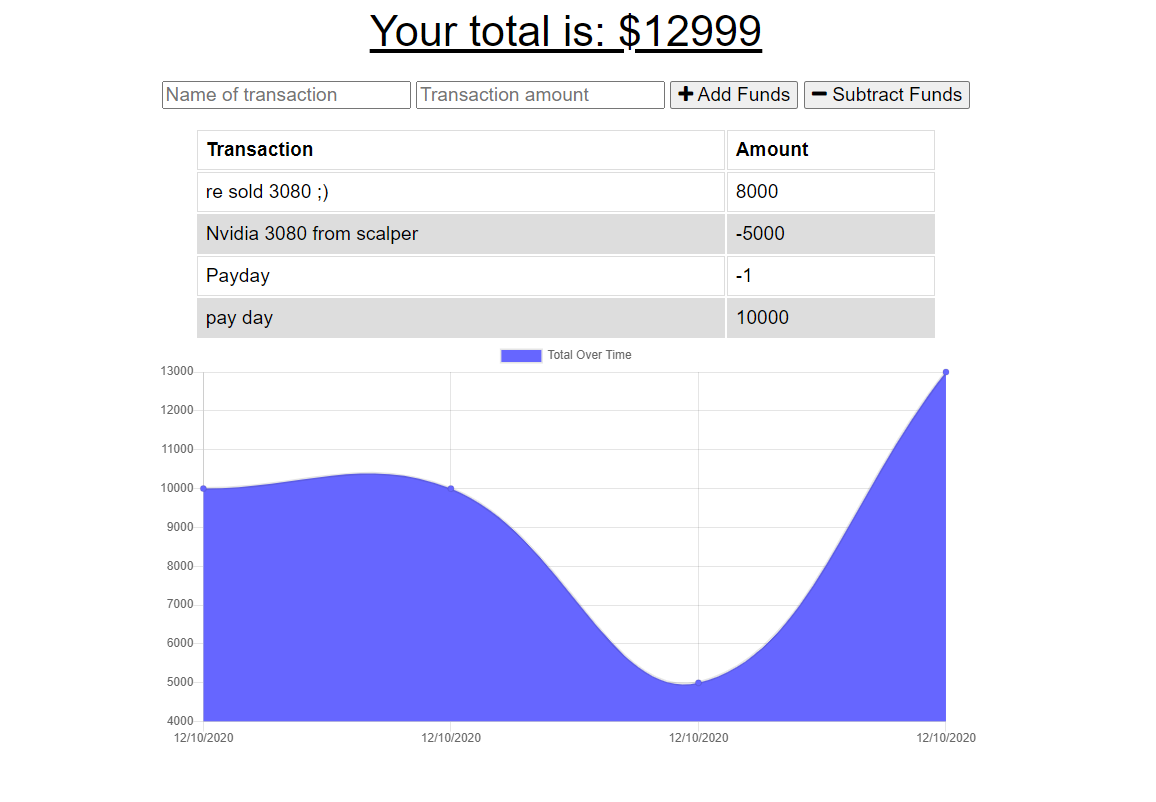 Your total is: $12999
Name of transaction Transaction amount + Add Funds − Subtract Funds
Transaction Amount
re sold 3080 ;) 8000
Nvidia 3080 from scalper -5000
Payday -1
pay day 10000
Total Over Time
13000
12000
11000
10000
9000
8000
7000
6000
5000
4000
12/10/2020 12/10/2020 12/10/2020 12/10/2020